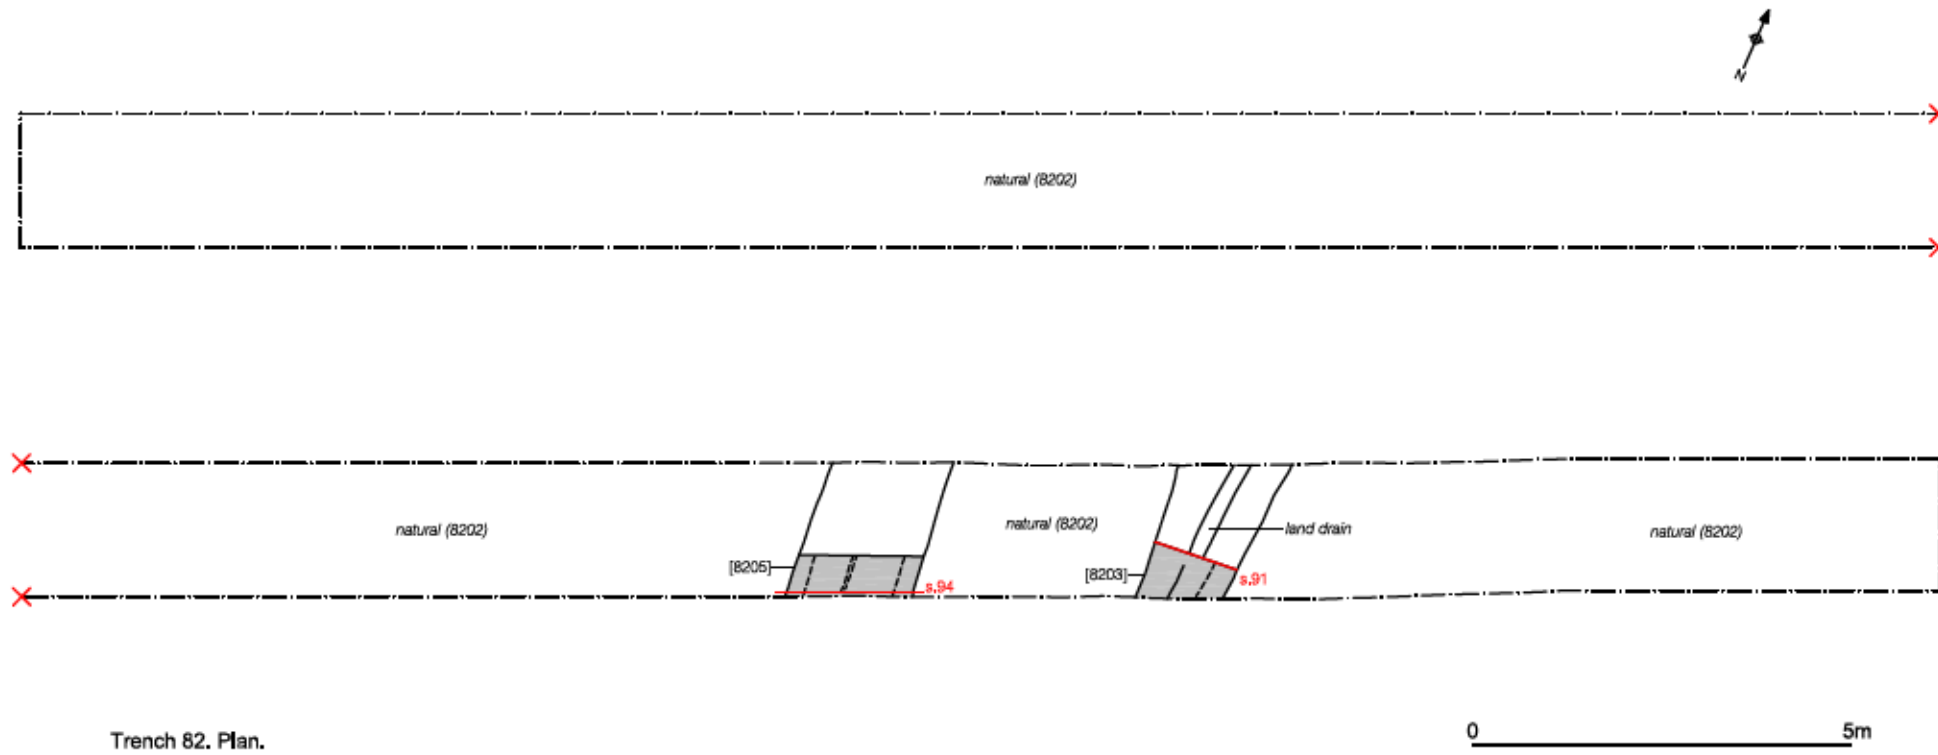 N
natural (8202)
natural (8202)
natural (8202)
land drain
natural (8202)
[8205]
[8203]
s.94
s.91
Trench 82. Plan.
0 5m